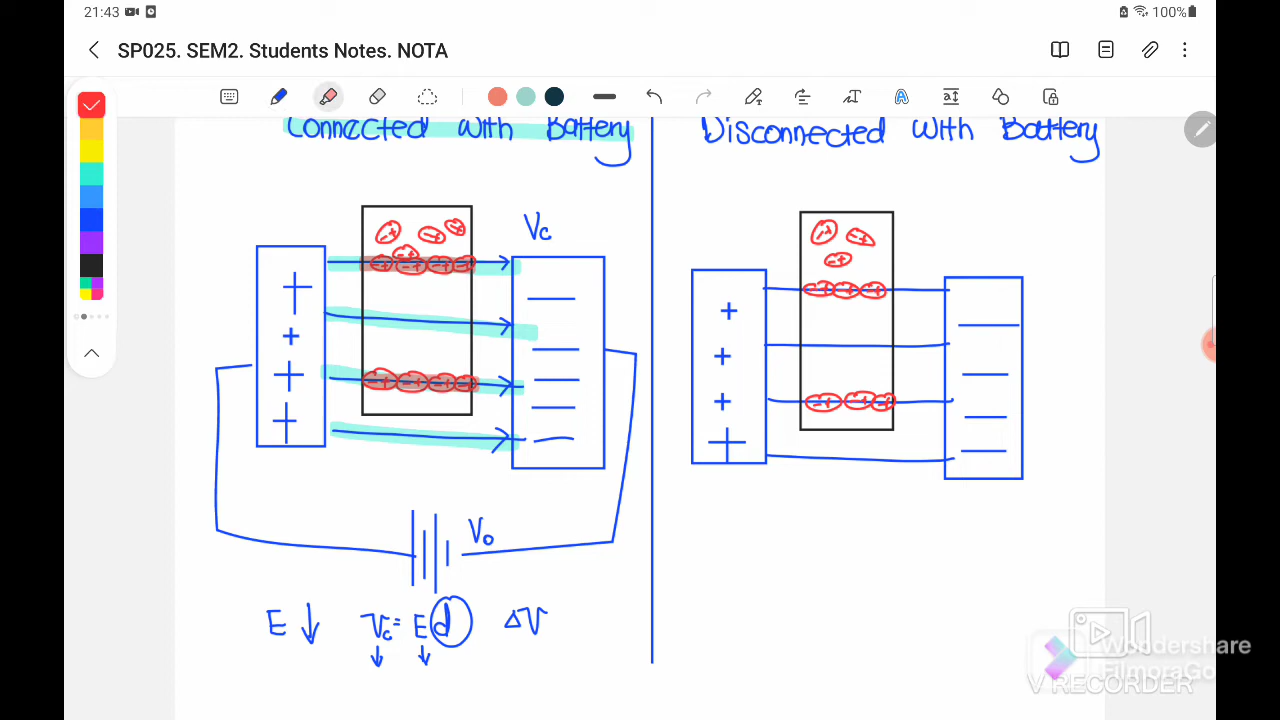 21:43
100%
SP025. SEM2. Students Notes. NOTA
Connected with Battery
Disconnected with Battery
Vc
V₀
E ↓ Vc = Ed ΔV
↓ ↓
Wondershare
FilmoraGo
V RECORDER